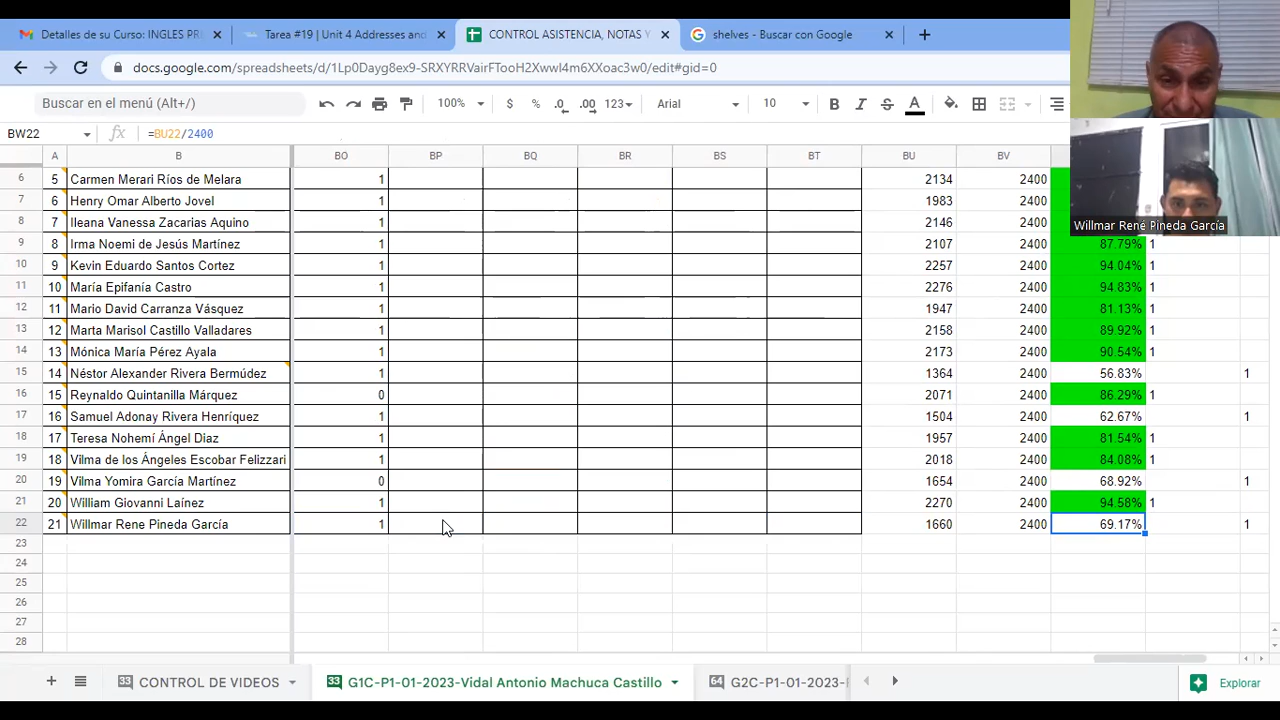 Detalles de su Curso: INGLES PR
Tarea #19 | Unit 4 Addresses and
CONTROL ASISTENCIA, NOTAS Y
shelves - Buscar con Google
Buscar en el menú (Alt+/)
100%
$
%
.0
.00
123
Arial
10
B
I
S
A
BW22
fx
=BU22/2400
A B BO BP BQ BR BS BT BU BV
6 5 Carmen Merari Ríos de Melara 1 2134 2400
7 6 Henry Omar Alberto Jovel 1 1983 2400
8 7 Ileana Vanessa Zacarias Aquino 1 2146 2400
Willmar René Pineda García
9 8 Irma Noemi de Jesús Martínez 1 2107 2400 87.79% 1
10 9 Kevin Eduardo Santos Cortez 1 2257 2400 94.04% 1
11 10 María Epifanía Castro 1 2276 2400 94.83% 1
12 11 Mario David Carranza Vásquez 1 1947 2400 81.13% 1
13 12 Marta Marisol Castillo Valladares 1 2158 2400 89.92% 1
14 13 Mónica María Pérez Ayala 1 2173 2400 90.54% 1
15 14 Néstor Alexander Rivera Bermúdez 1 1364 2400 56.83% 1
16 15 Reynaldo Quintanilla Márquez 0 2071 2400 86.29% 1
17 16 Samuel Adonay Rivera Henríquez 1 1504 2400 62.67% 1
18 17 Teresa Nohemí Ángel Diaz 1 1957 2400 81.54% 1
19 18 Vilma de los Ángeles Escobar Felizzari 1 2018 2400 84.08% 1
20 19 Vilma Yomira García Martínez 0 1654 2400 68.92% 1
21 20 William Giovanni Laínez 1 2270 2400 94.58% 1
22 21 Willmar Rene Pineda García 1 1660 2400 69.17% 1
23
24
25
26
27
28
33 CONTROL DE VIDEOS
33 G1C-P1-01-2023-Vidal Antonio Machuca Castillo
64 G2C-P1-01-2023-
Explorar